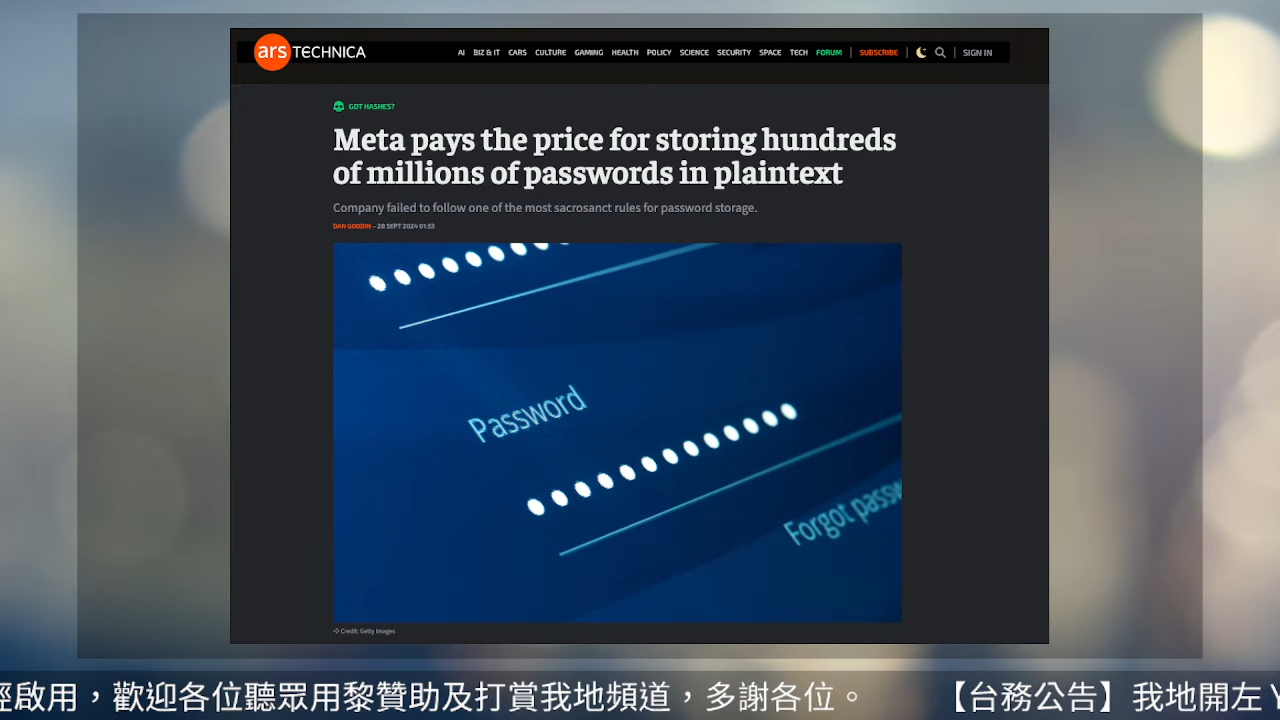 ars TECHNICA
AI BIZ & IT CARS CULTURE GAMING HEALTH POLICY SCIENCE SECURITY SPACE TECH FORUM SUBSCRIBE SIGN IN
GOT HASHES?
Meta pays the price for storing hundreds
of millions of passwords in plaintext
Company failed to follow one of the most sacrosanct rules for password storage.
DAN GOODIN – 28 SEPT 2024 01:53
Password
Forgot passw
Credit: Getty Images
啟用，歡迎各位聽眾用黎贊助及打賞我地頻道，多謝各位。 【台務公告】我地開左 Y